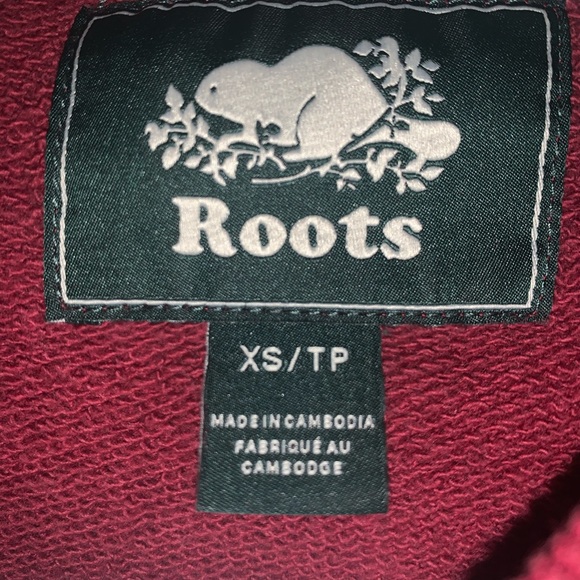 Roots
XS/TP
MADE IN CAMBODIA
FABRIQUÉ AU
CAMBODGE